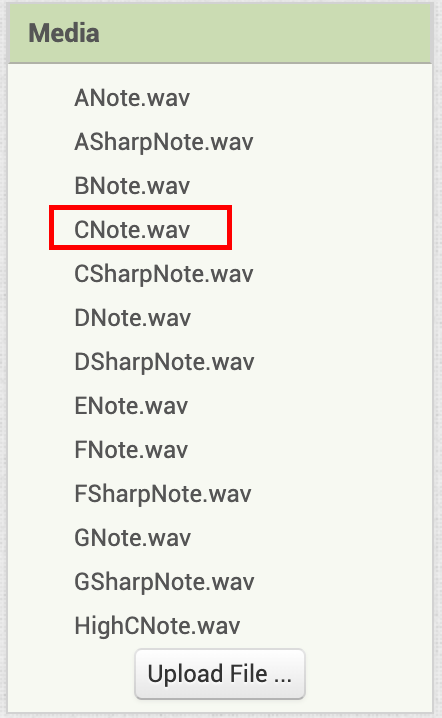 Media
ANote.wav
ASharpNote.wav
BNote.wav
CNote.wav
CSharpNote.wav
DNote.wav
DSharpNote.wav
ENote.wav
FNote.wav
FSharpNote.wav
GNote.wav
GSharpNote.wav
HighCNote.wav
Upload File ...